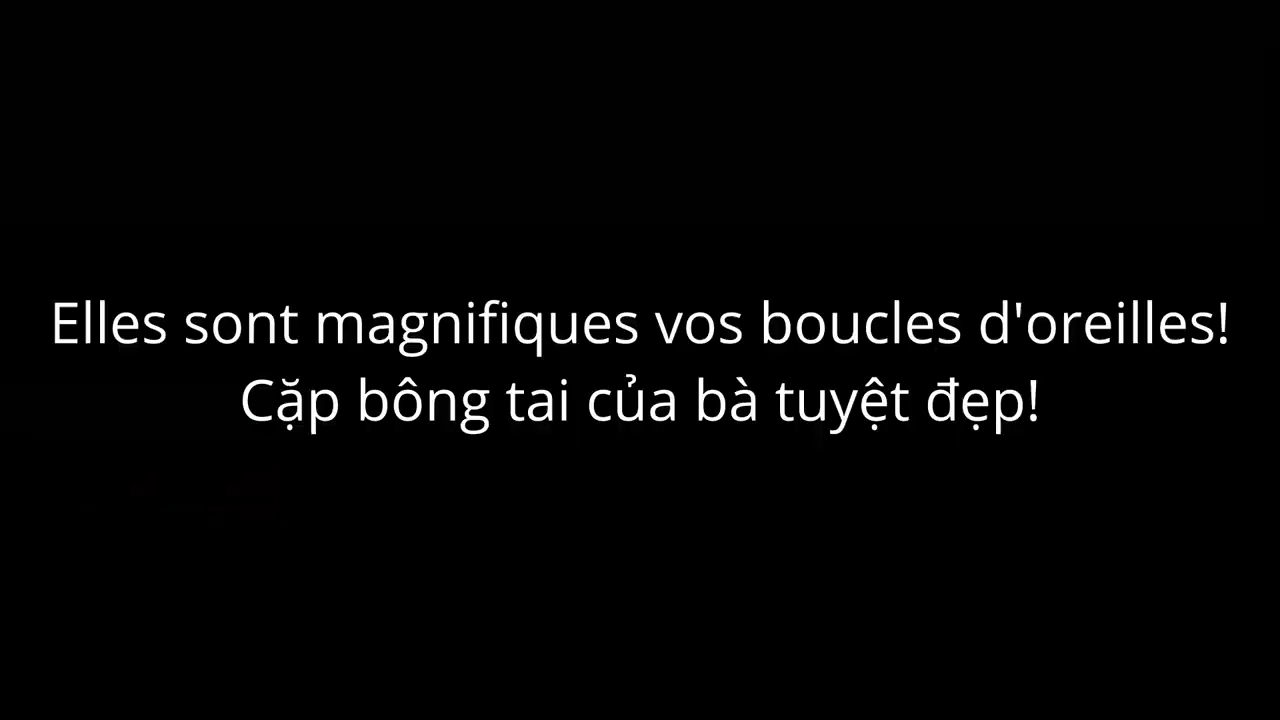 Elles sont magnifiques vos boucles d'oreilles!
Cặp bông tai của bà tuyệt đẹp!